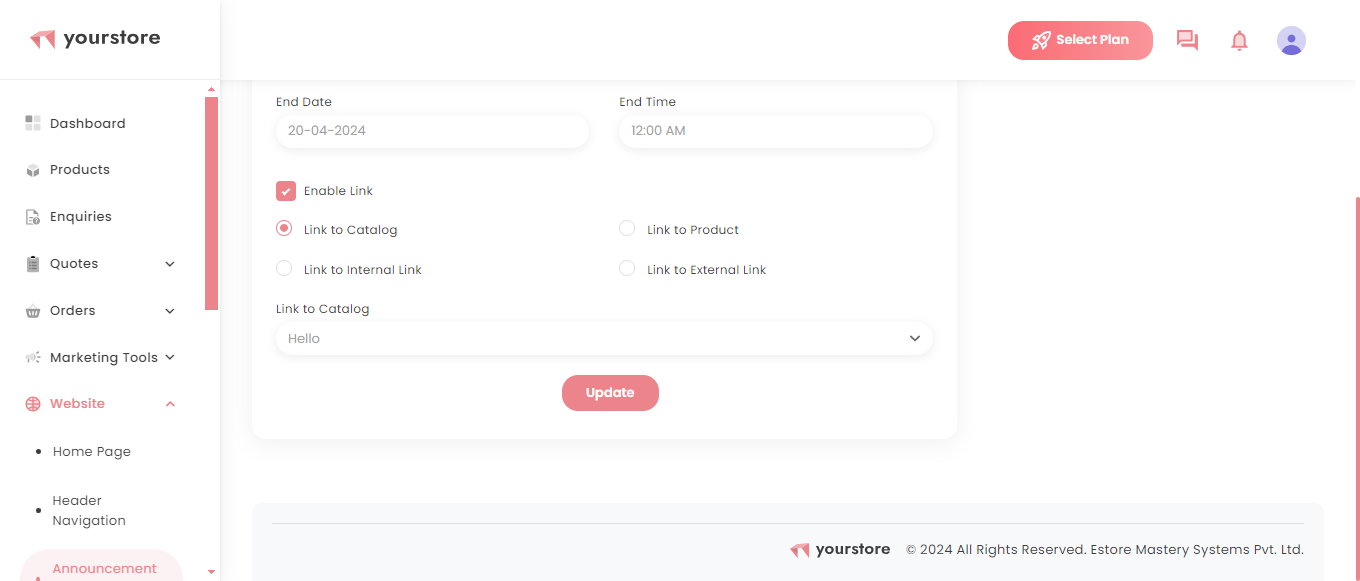 yourstore
Select Plan
Dashboard
Products
Enquiries
Quotes
Orders
Marketing Tools
Website
Home Page
Header
Navigation
Announcement
End Date
End Time
20-04-2024
12:00 AM
Enable Link
Link to Catalog
Link to Product
Link to Internal Link
Link to External Link
Link to Catalog
Hello
Update
yourstore © 2024 All Rights Reserved. Estore Mastery Systems Pvt. Ltd.